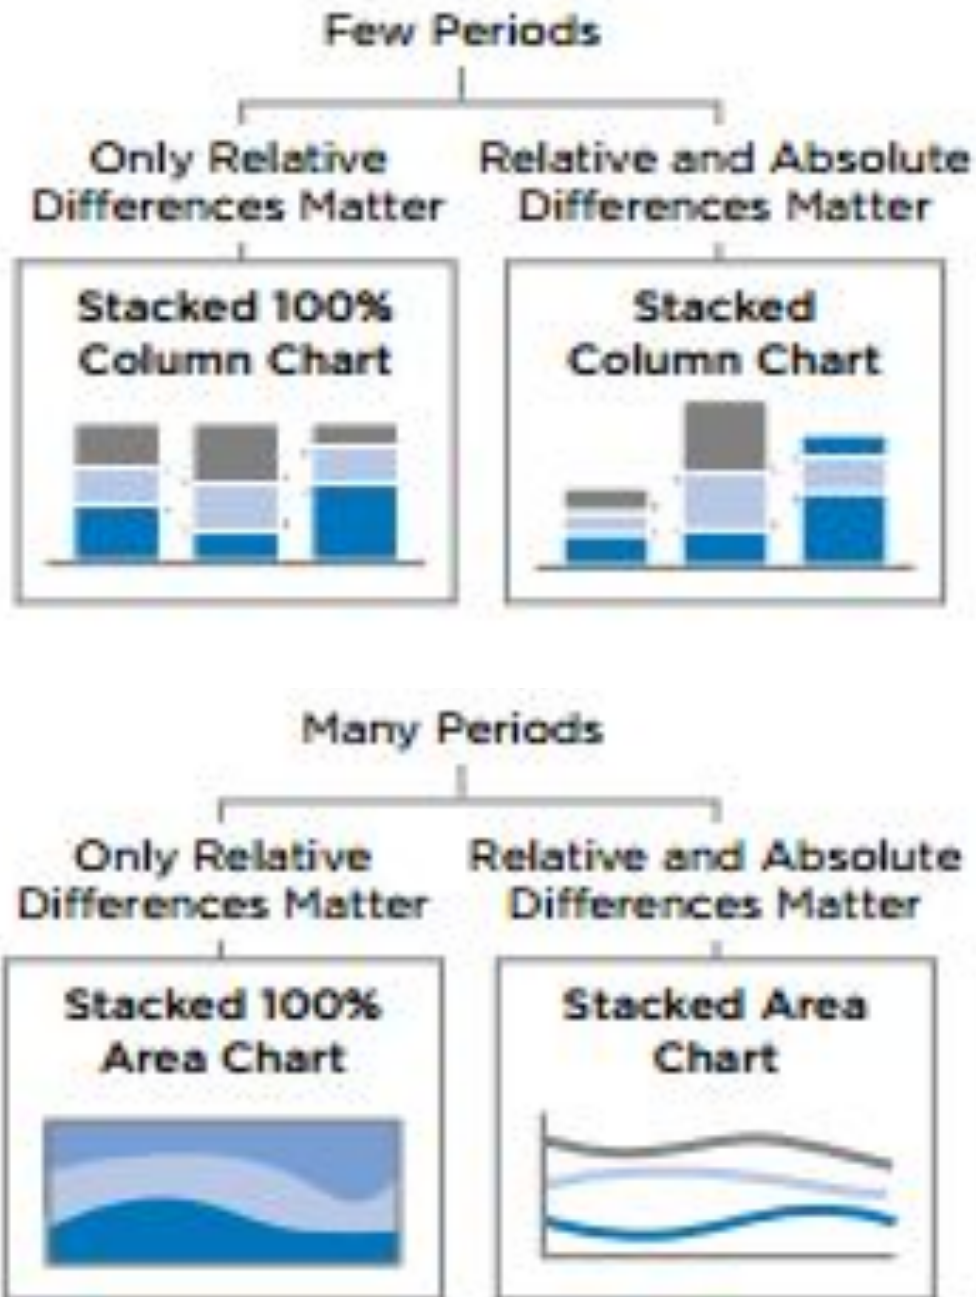 Few Periods
Only Relative
Differences Matter
Relative and Absolute
Differences Matter
Stacked 100%
Column Chart
Stacked
Column Chart
Many Periods
Only Relative
Differences Matter
Relative and Absolute
Differences Matter
Stacked 100%
Area Chart
Stacked Area
Chart